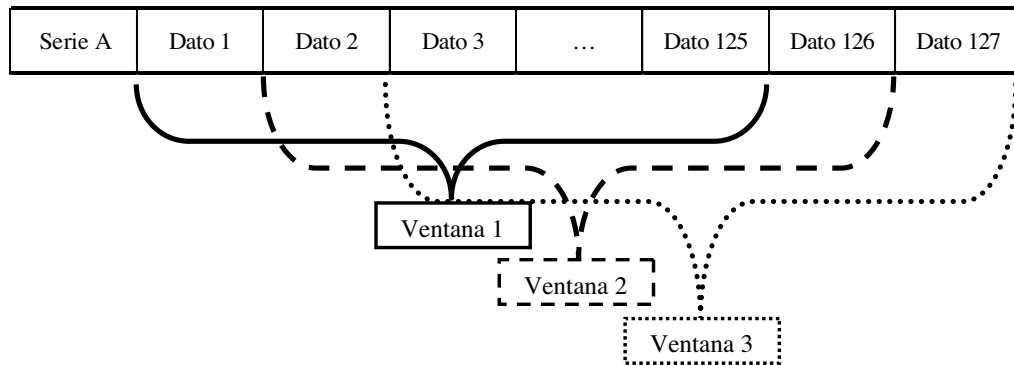 Serie A Dato 1 Dato 2 Dato 3 … Dato 125 Dato 126 Dato 127
Ventana 1
Ventana 2
Ventana 3